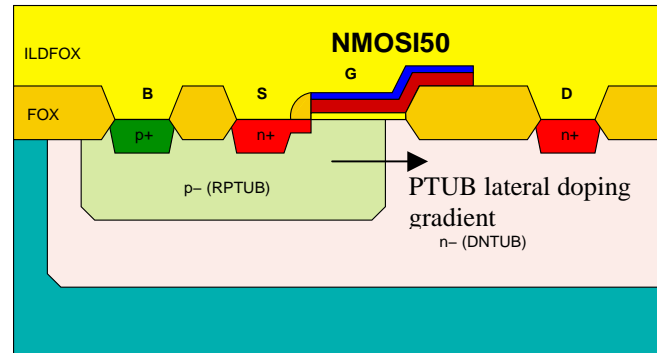 NMOSI50
ILDFOX
G
B
S
D
FOX
p+
n+
n+
p− (RPTUB)
PTUB lateral doping
gradient
n− (DNTUB)